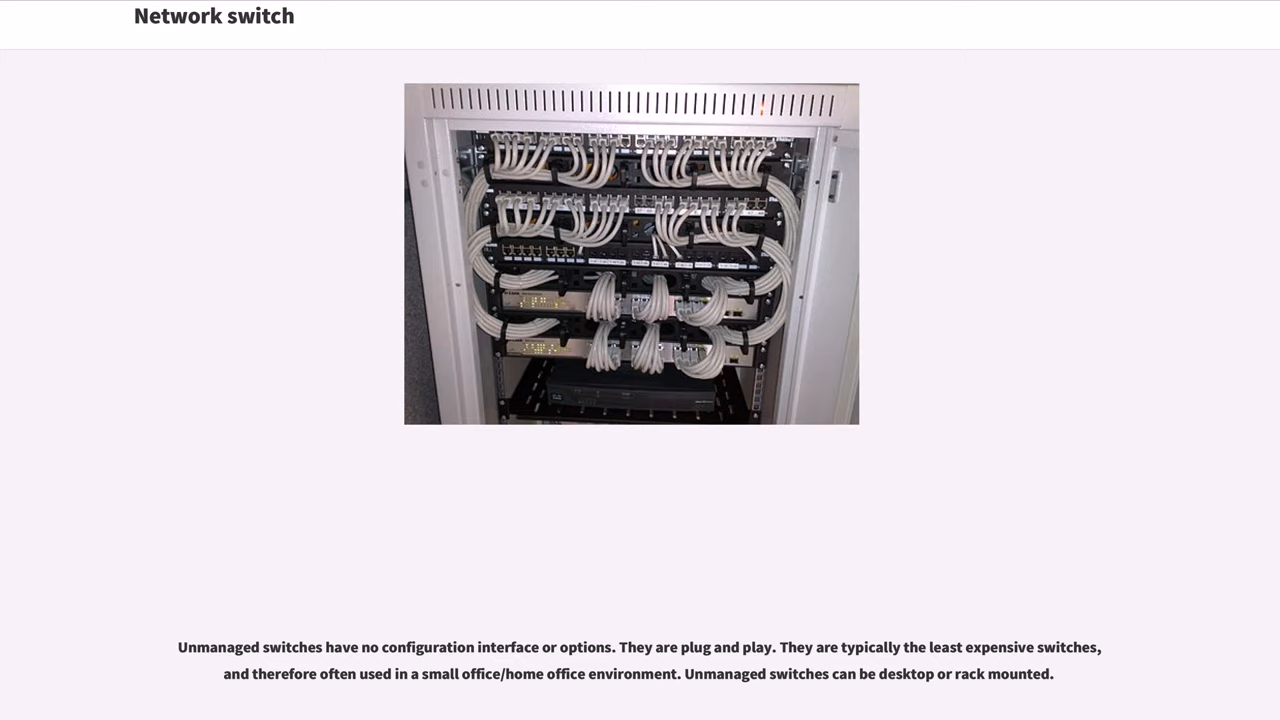 Network switch
Unmanaged switches have no configuration interface or options. They are plug and play. They are typically the least expensive switches,
and therefore often used in a small office/home office environment. Unmanaged switches can be desktop or rack mounted.